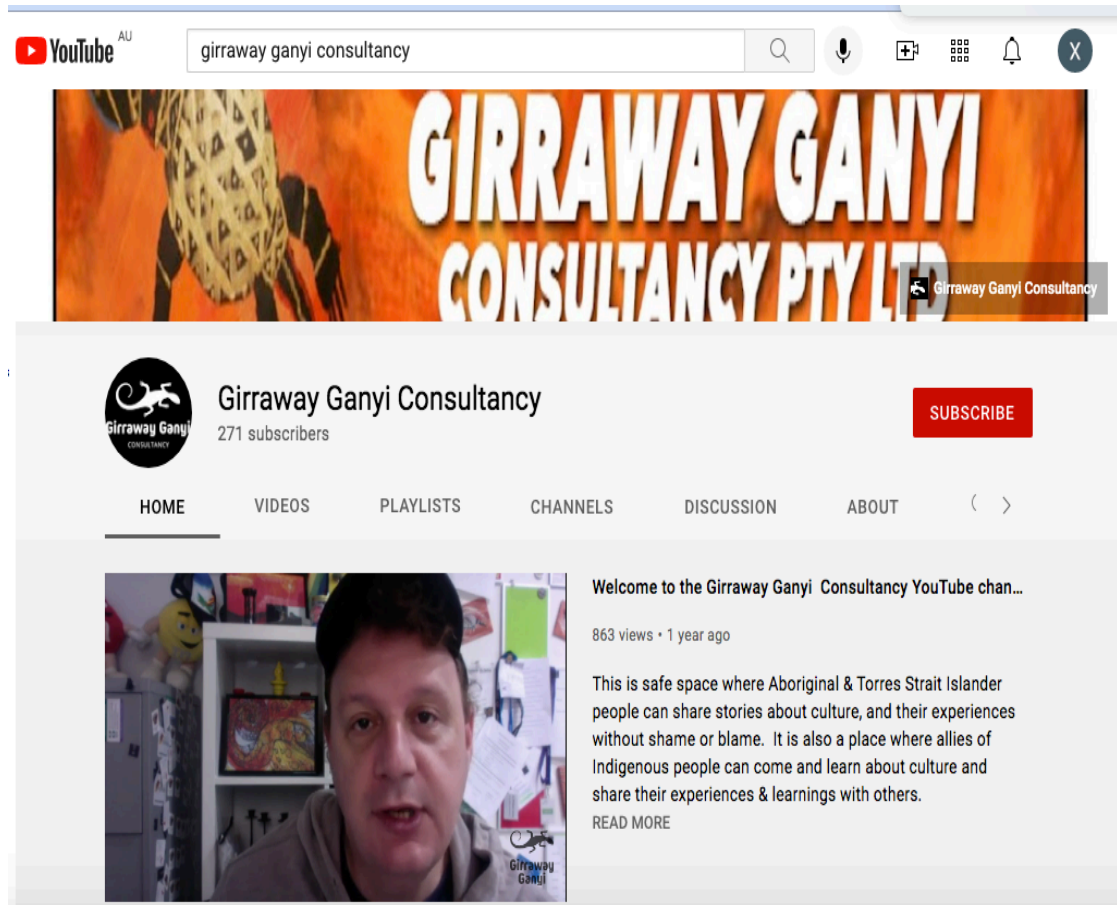 YouTube AU
girraway ganyi consultancy
X
GIRRAWAY GANYI
CONSULTANCY PTY LTD
Girraway Ganyi Consultancy
Girraway Ganyi
CONSULTANCY
Girraway Ganyi Consultancy
271 subscribers
SUBSCRIBE
HOME VIDEOS PLAYLISTS CHANNELS DISCUSSION ABOUT
Welcome to the Girraway Ganyi Consultancy YouTube chan...
863 views • 1 year ago
This is safe space where Aboriginal & Torres Strait Islander
people can share stories about culture, and their experiences
without shame or blame. It is also a place where allies of
Indigenous people can come and learn about culture and
share their experiences & learnings with others.
READ MORE
Girraway
Ganyi